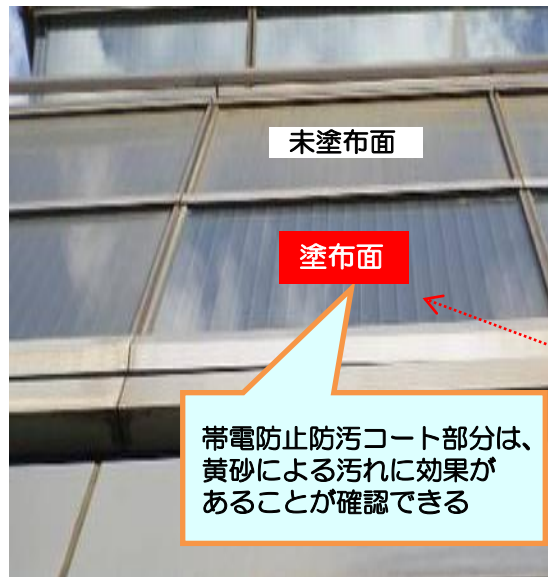 未塗布面
塗布面
帯電防止防汚コート部分は、
黄砂による汚れに効果が
あることが確認できる